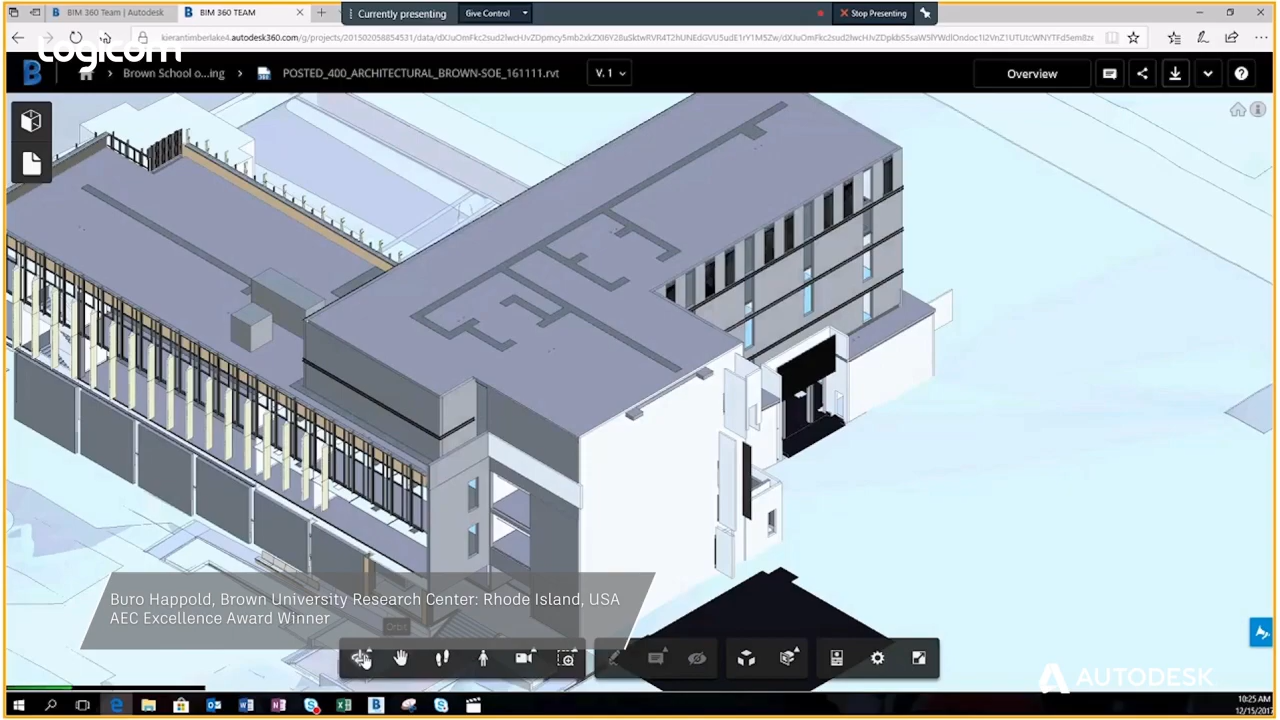 BIM 360 Team | Autodesk
BIM 360 TEAM
Currently presenting
Give Control
Stop Presenting
logicom
Brown School o...ing
POSTED_400_ARCHITECTURAL_BROWN-SOE_161111.rvt
V. 1
Overview
Buro Happold, Brown University Research Center: Rhode Island, USA
AEC Excellence Award Winner
Orbit
AUTODESK
10:25 AM
12/15/2017